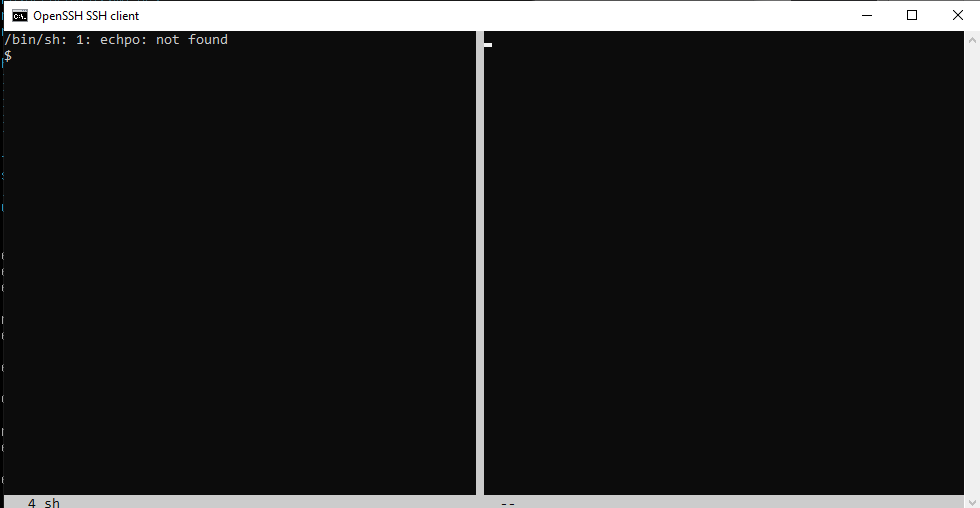 OpenSSH SSH client
/bin/sh: 1: echpo: not found
$
4 sh
--